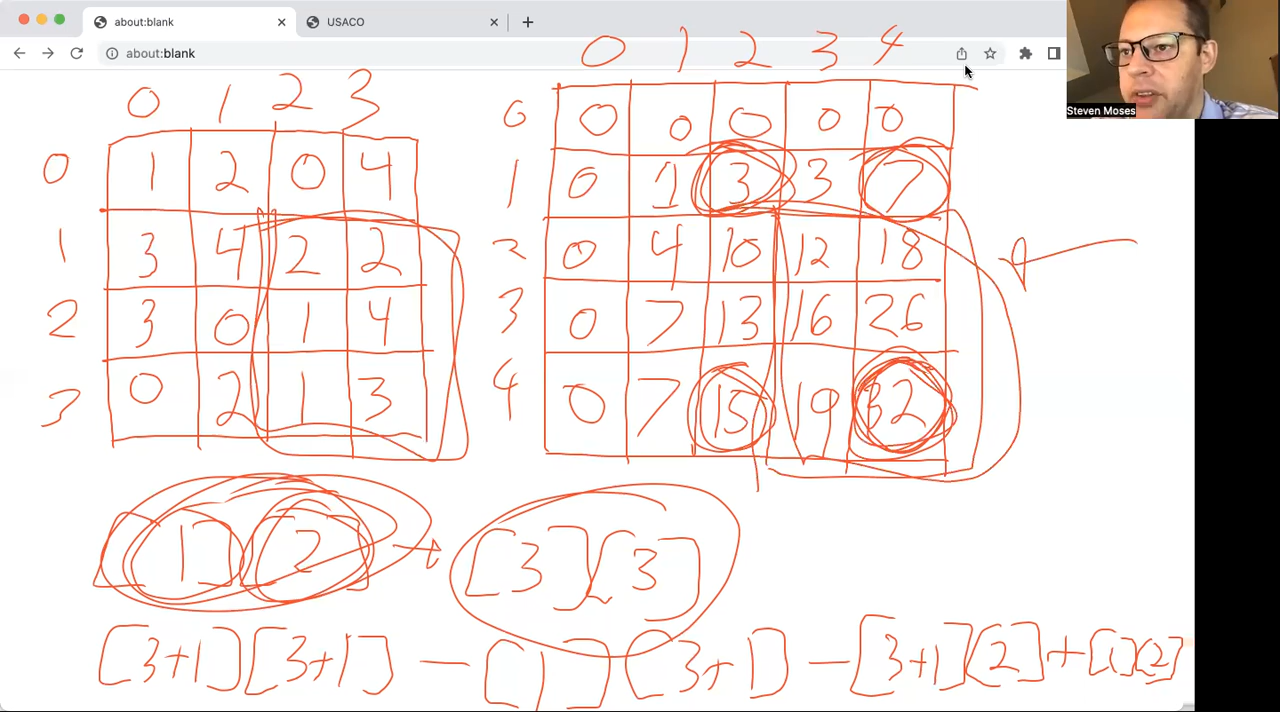 about:blank
USACO
about:blank
Steven Moses
0 1 2 3
0 1 2 0 4
1 3 4 2 2
2 3 0 1 4
3 0 2 1 3
0 1 2 3 4
0 0 0 0 0 0
1 0 1 3 3 7
2 0 4 10 12 18
3 0 7 13 16 26
4 0 7 15 19 32
[1][2] → [3][3]
[3+1][3+1] - [1][3+1] - [3+1][2] + [1][2]